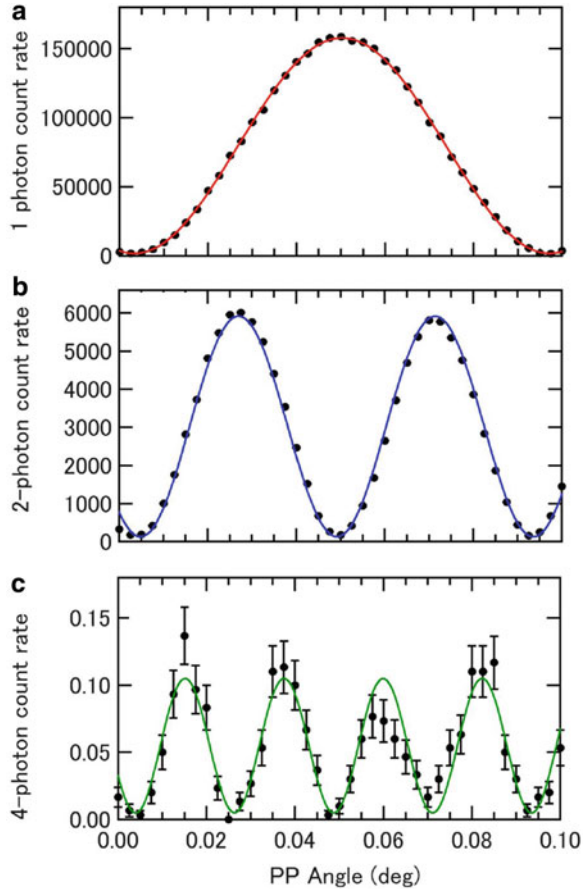 a
1 photon count rate
150000
100000
50000
0
b
2-photon count rate
6000
5000
4000
3000
2000
1000
0
c
4-photon count rate
0.15
0.10
0.05
0.00
0.00 0.02 0.04 0.06 0.08 0.10
PP Angle (deg)